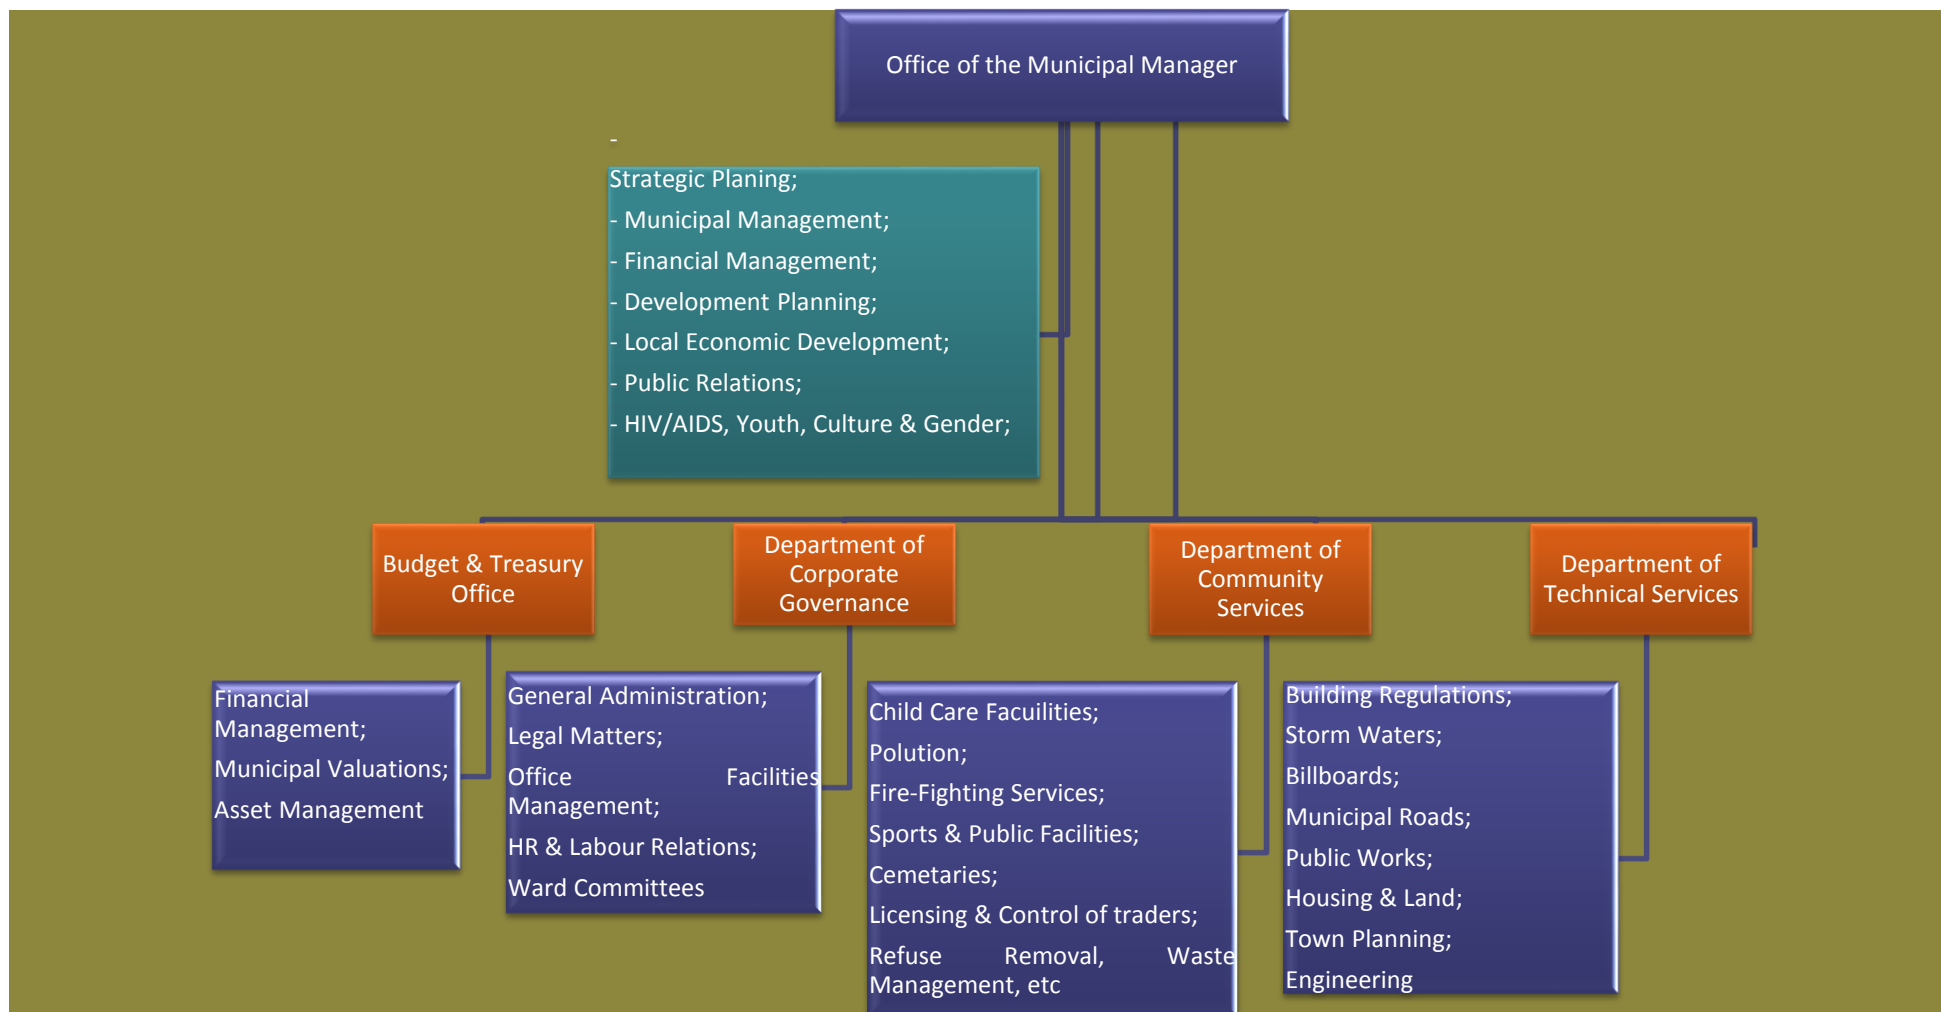 Office of the Municipal Manager
-
Strategic Planing;
- Municipal Management;
- Financial Management;
- Development Planning;
- Local Economic Development;
- Public Relations;
- HIV/AIDS, Youth, Culture & Gender;
Budget & Treasury
Office
Department of
Corporate
Governance
Department of
Community
Services
Department of
Technical Services
Financial
Management;
Municipal Valuations;
Asset Management
General Administration;
Legal Matters;
Office Facilities
Management;
HR & Labour Relations;
Ward Committees
Child Care Facuilities;
Polution;
Fire-Fighting Services;
Sports & Public Facilities;
Cemetaries;
Licensing & Control of traders;
Refuse Removal, Waste
Management, etc
Building Regulations;
Storm Waters;
Billboards;
Municipal Roads;
Public Works;
Housing & Land;
Town Planning;
Engineering